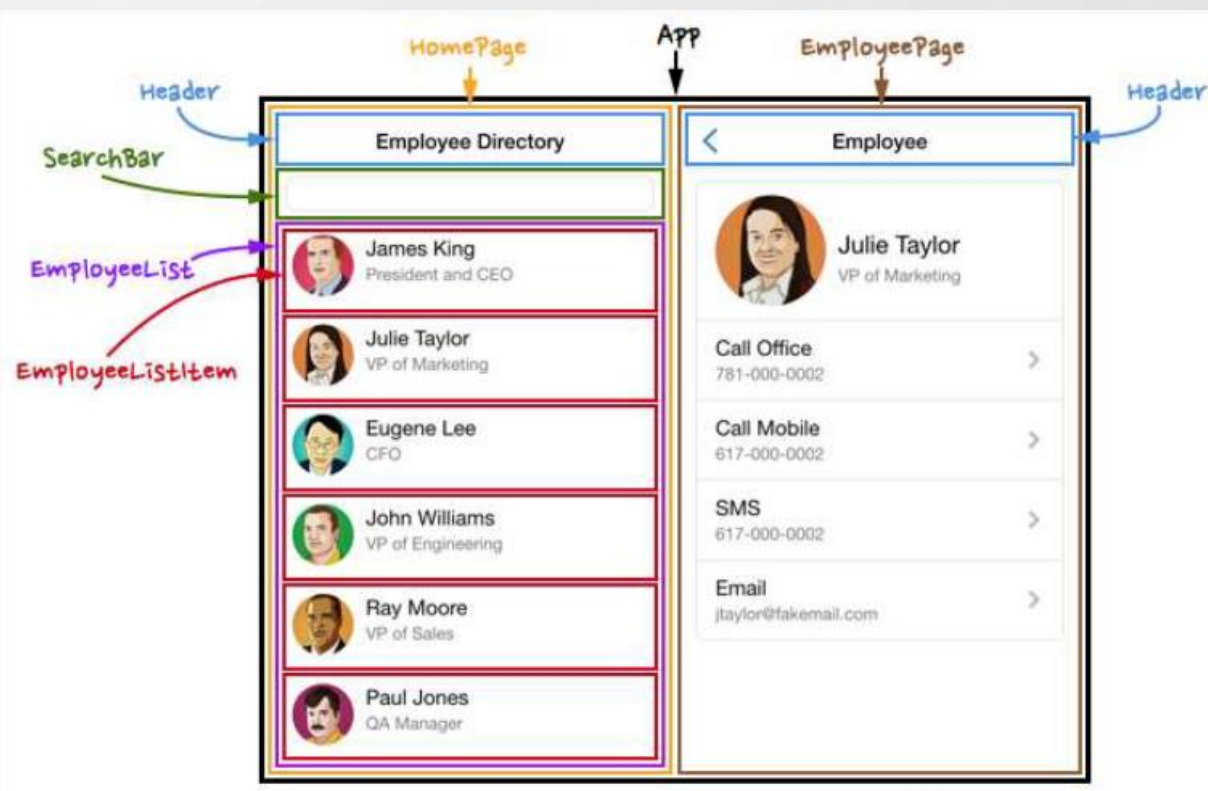 HomePage
App
EmployeePage
Header
Header
SearchBar
EmployeeList
EmployeeListItem
Employee Directory
James King
President and CEO
Julie Taylor
VP of Marketing
Eugene Lee
CFO
John Williams
VP of Engineering
Ray Moore
VP of Sales
Paul Jones
QA Manager
Employee
Julie Taylor
VP of Marketing
Call Office
781-000-0002
Call Mobile
617-000-0002
SMS
617-000-0002
Email
jtaylor@fakemail.com